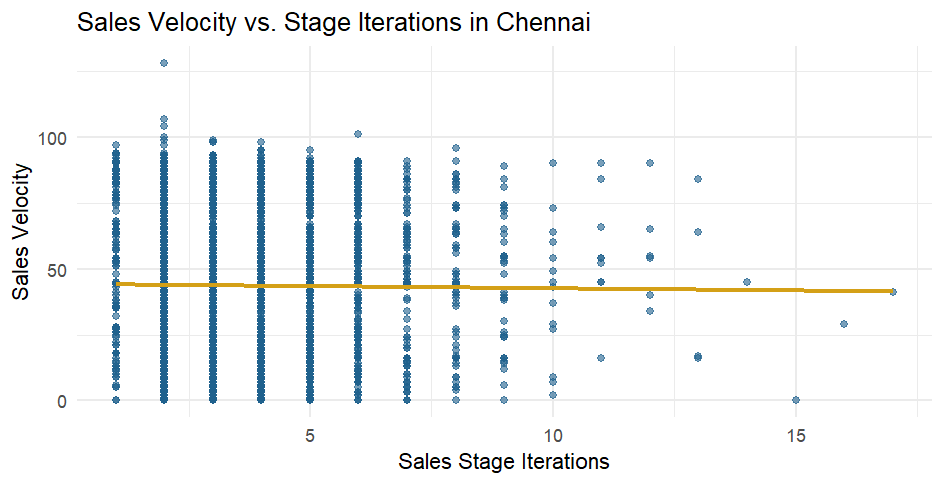 Sales Velocity vs. Stage Iterations in Chennai
Sales Velocity
100
50
0
5
10
15
Sales Stage Iterations